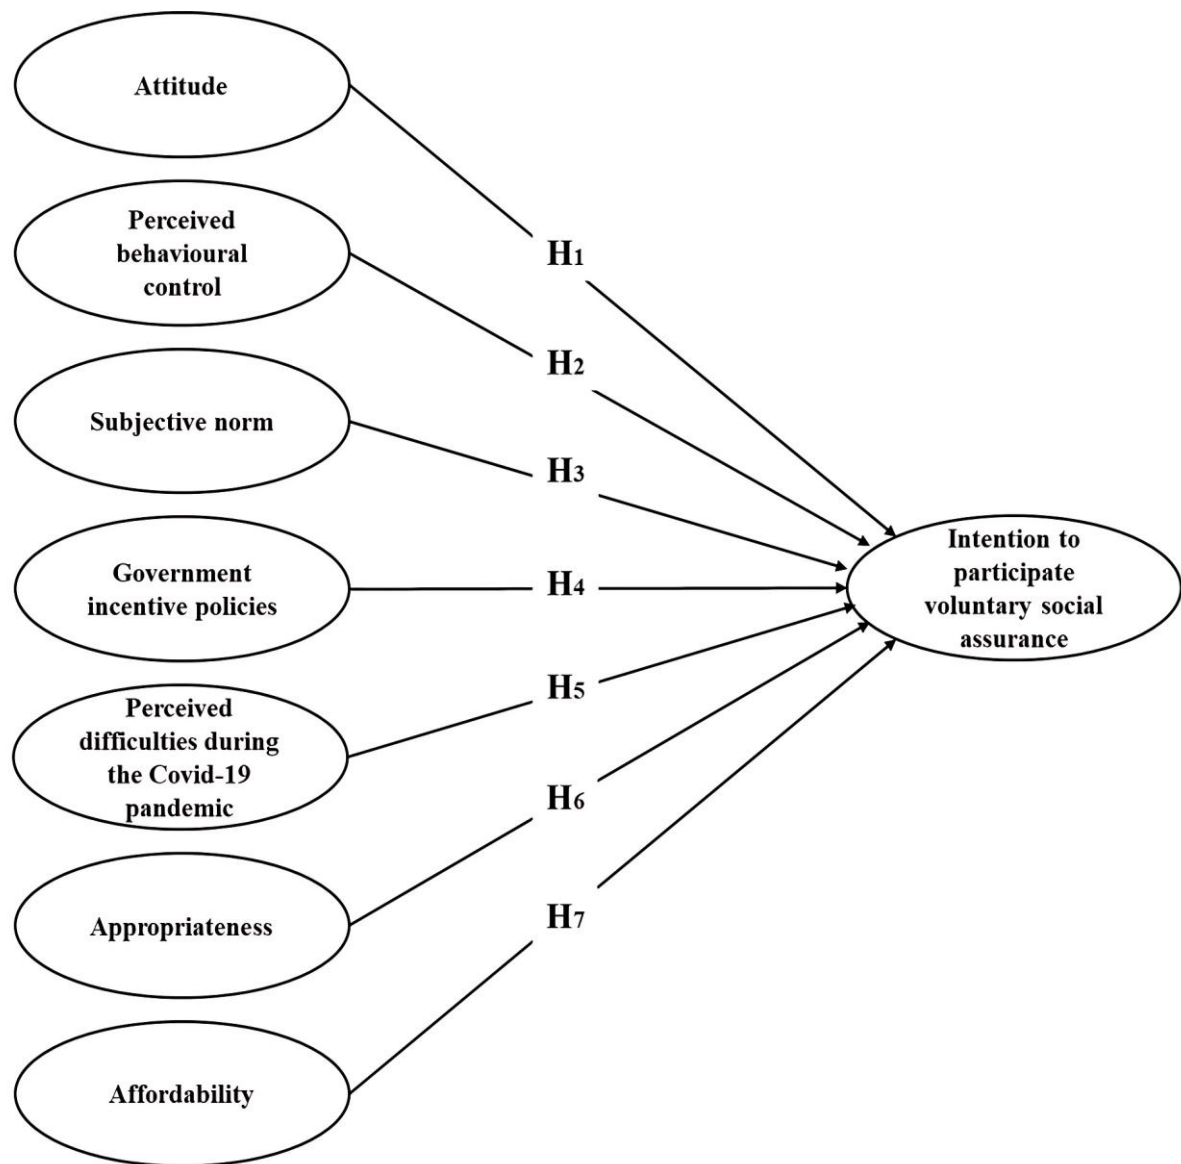 Attitude
Perceived
behavioural
control
Subjective norm
Government
incentive policies
Perceived
difficulties during
the Covid-19
pandemic
Appropriateness
Affordability
H1
H2
H3
H4
H5
H6
H7
Intention to
participate
voluntary social
assurance